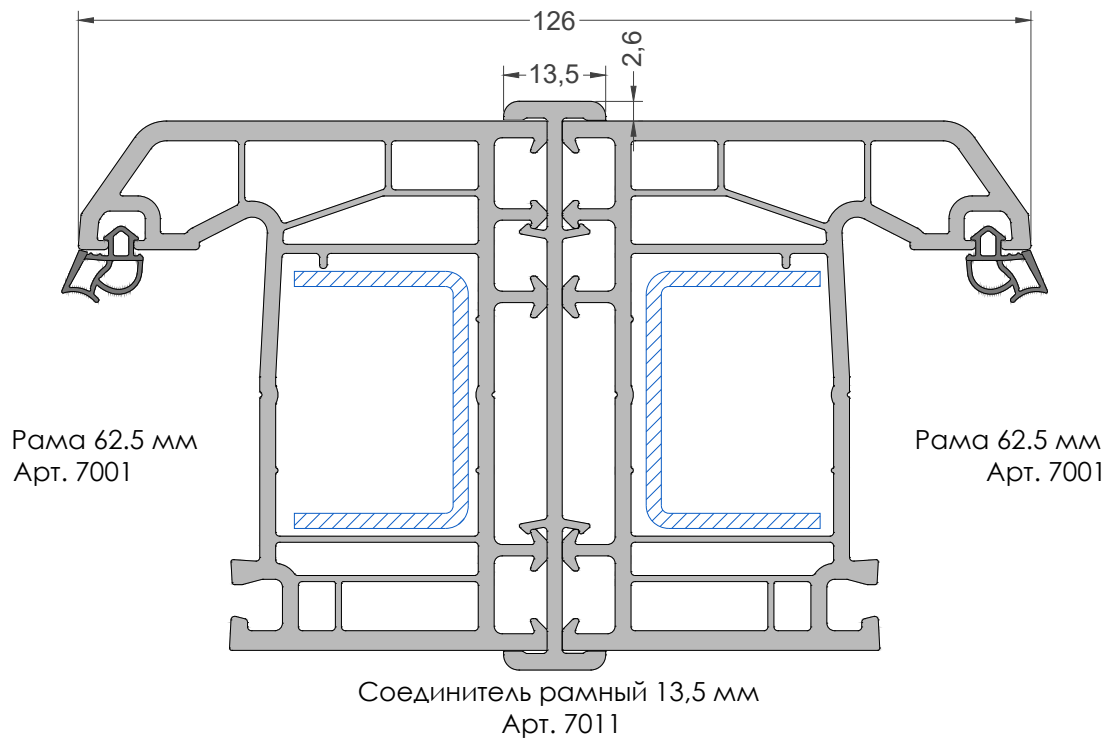 126
2,6
13,5
Рама 62.5 мм
Арт. 7001
Рама 62.5 мм
Арт. 7001
Соединитель рамный 13,5 мм
Арт. 7011